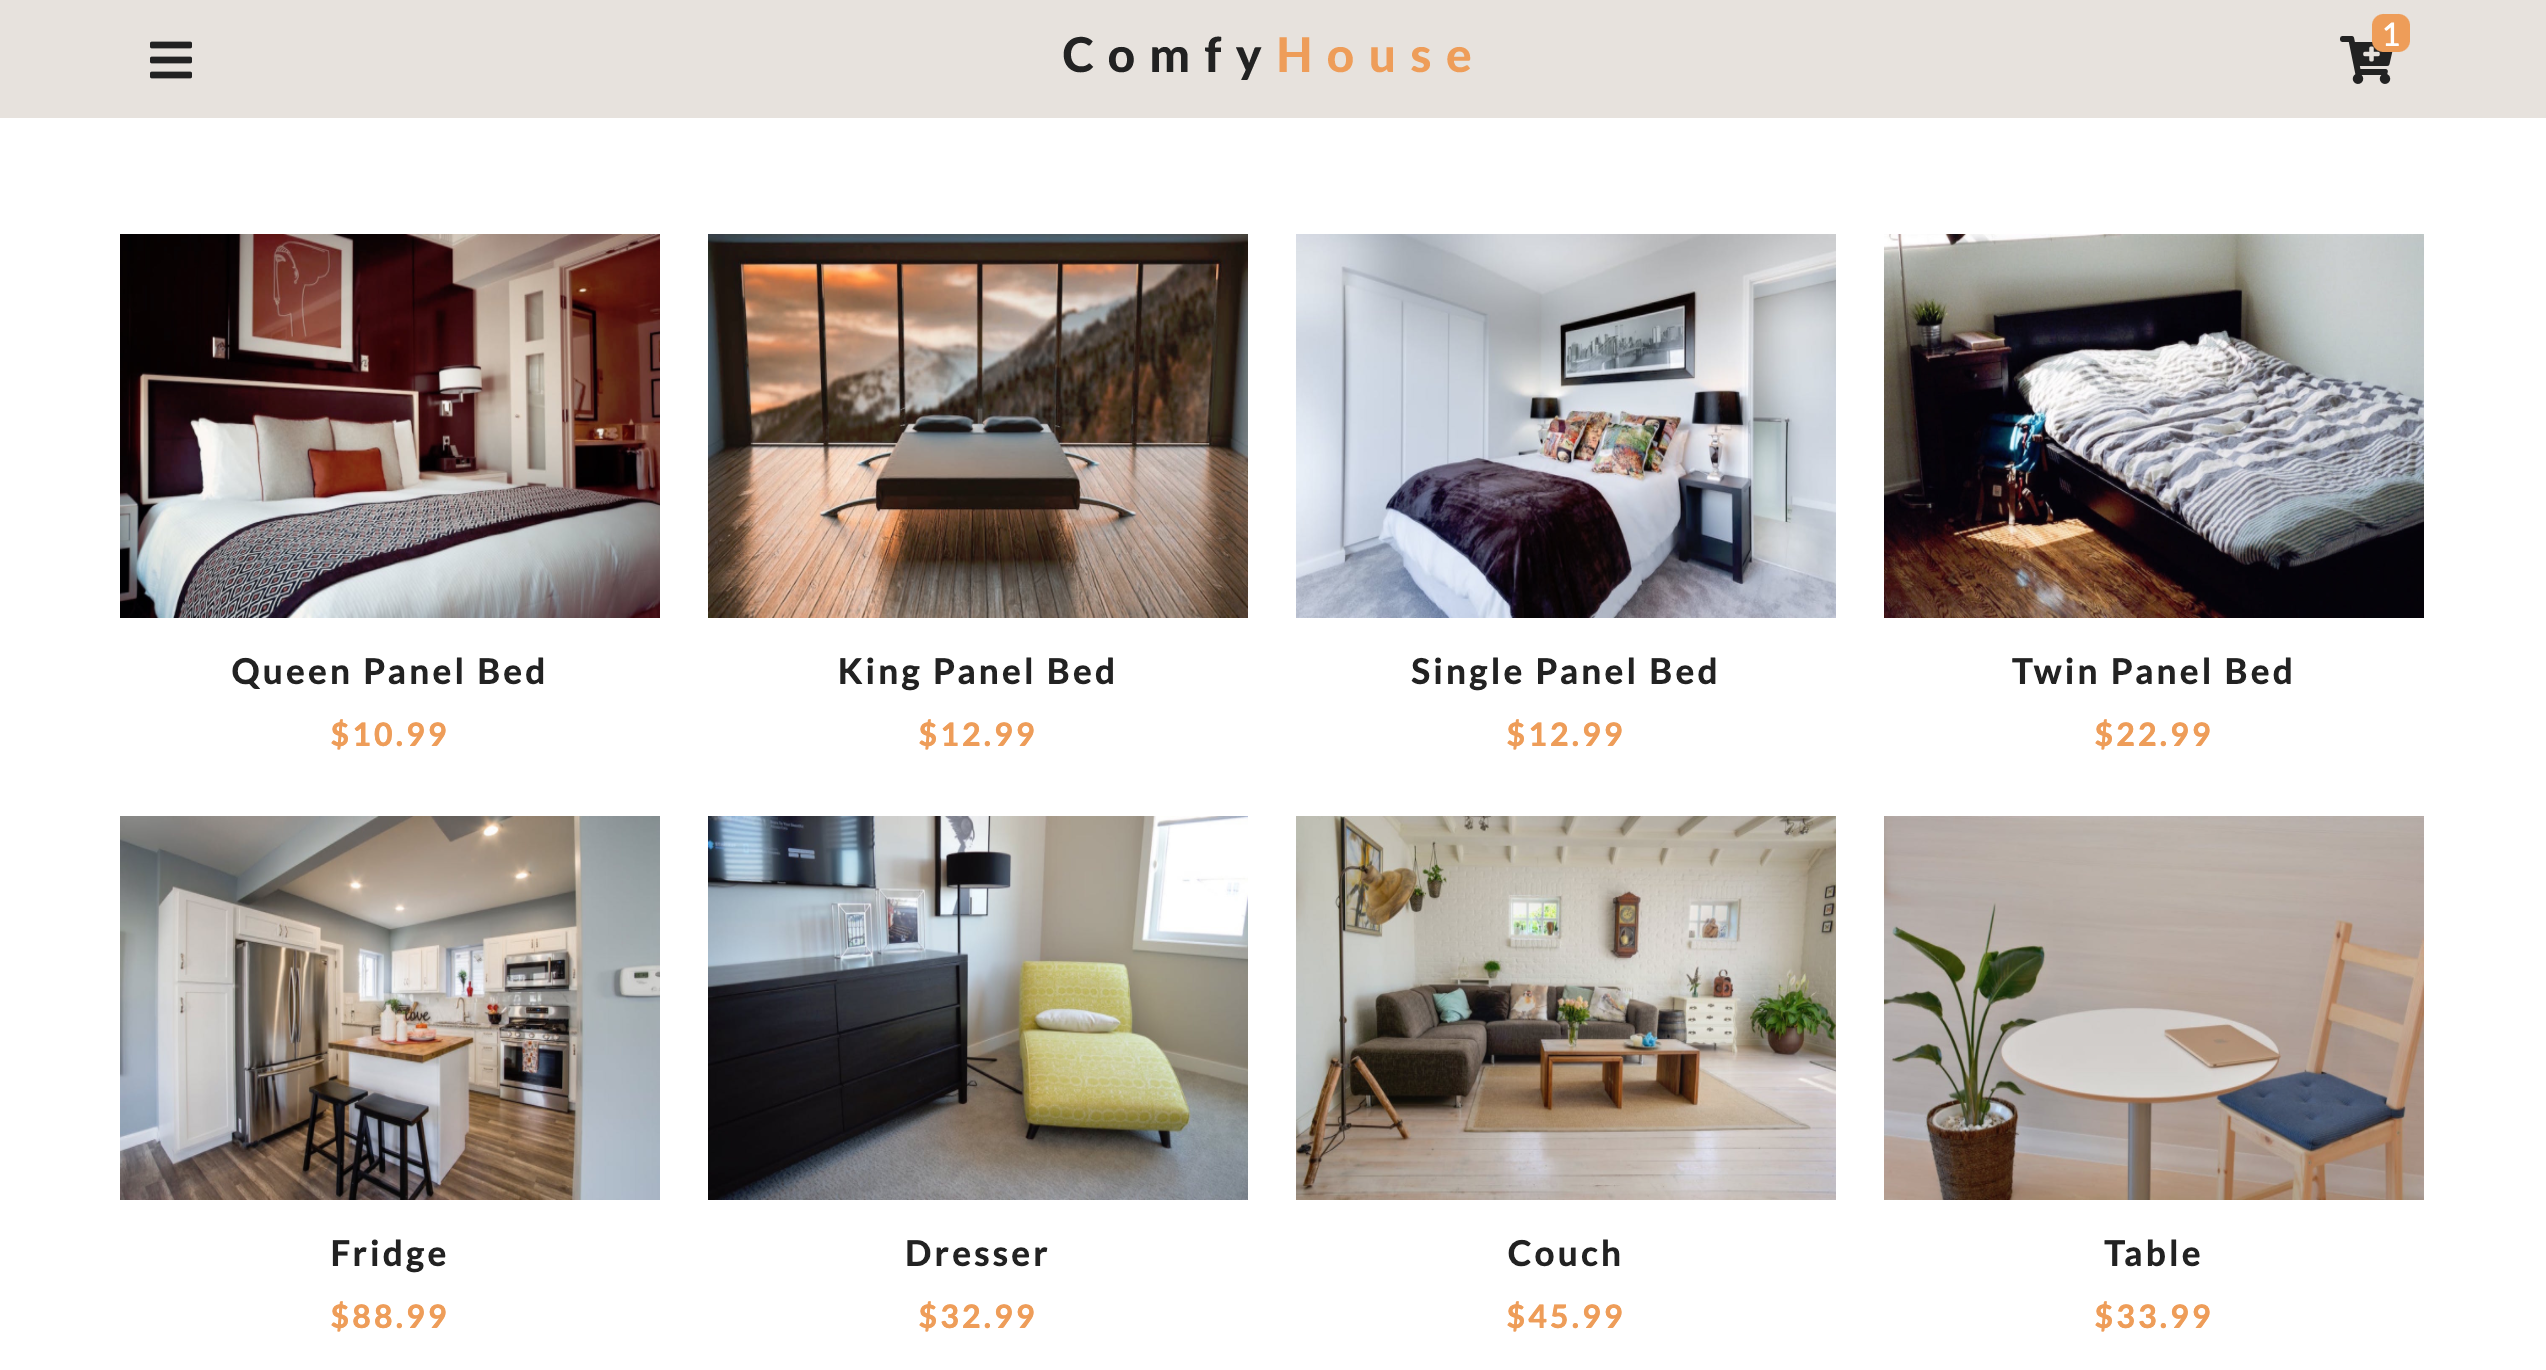 ComfyHouse
1
Queen Panel Bed
$10.99
King Panel Bed
$12.99
Single Panel Bed
$12.99
Twin Panel Bed
$22.99
love
Fridge
$88.99
Dresser
$32.99
Couch
$45.99
Table
$33.99